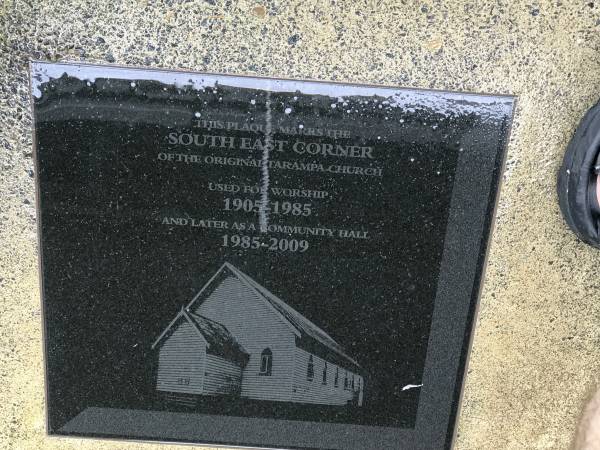 THIS PLAQUE MARKS THE
SOUTH EAST CORNER
OF THE ORIGINAL TARAMPA CHURCH
USED FOR WORSHIP
1905-1985
AND LATER AS A COMMUNITY HALL
1985-2009